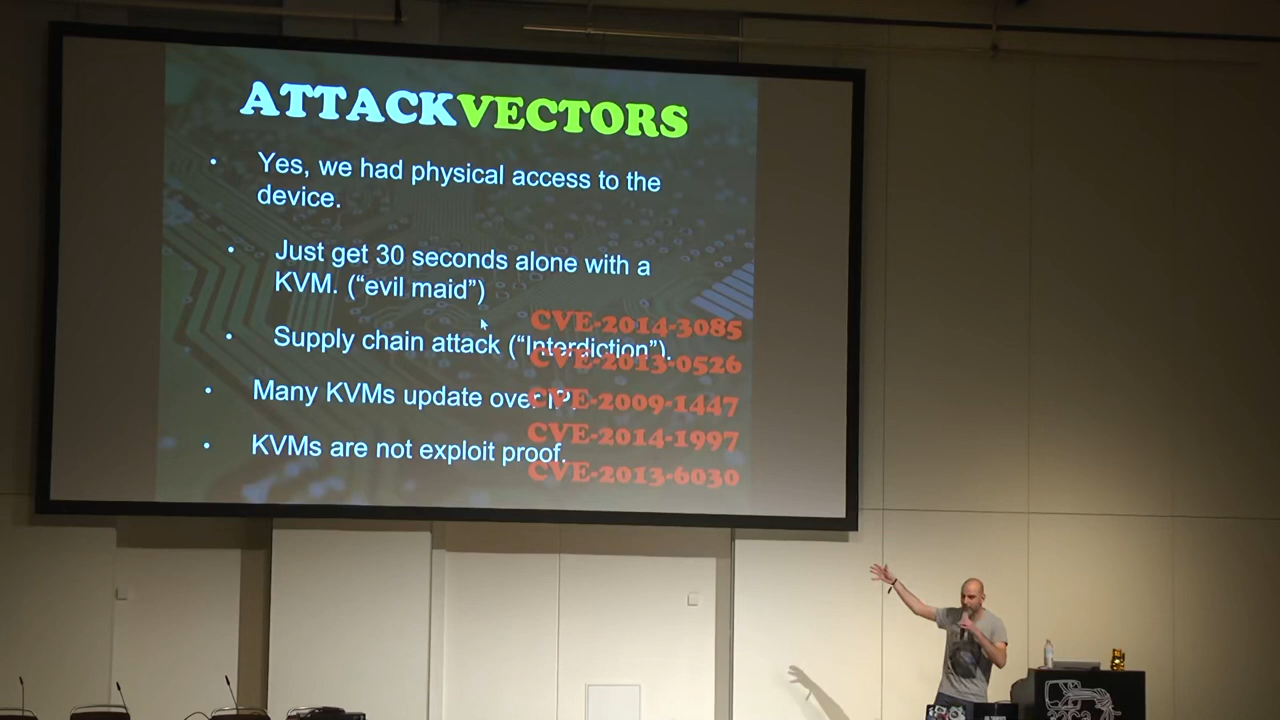 ATTACKVECTORS
Yes, we had physical access to the
device.
Just get 30 seconds alone with a
KVM. (“evil maid”)
CVE-2014-3085
Supply chain attack (“Interdiction”).
CVE-2013-0526
Many KVMs update over IP.
CVE-2009-1447
CVE-2014-1997
KVMs are not exploit proof.
CVE-2013-6030